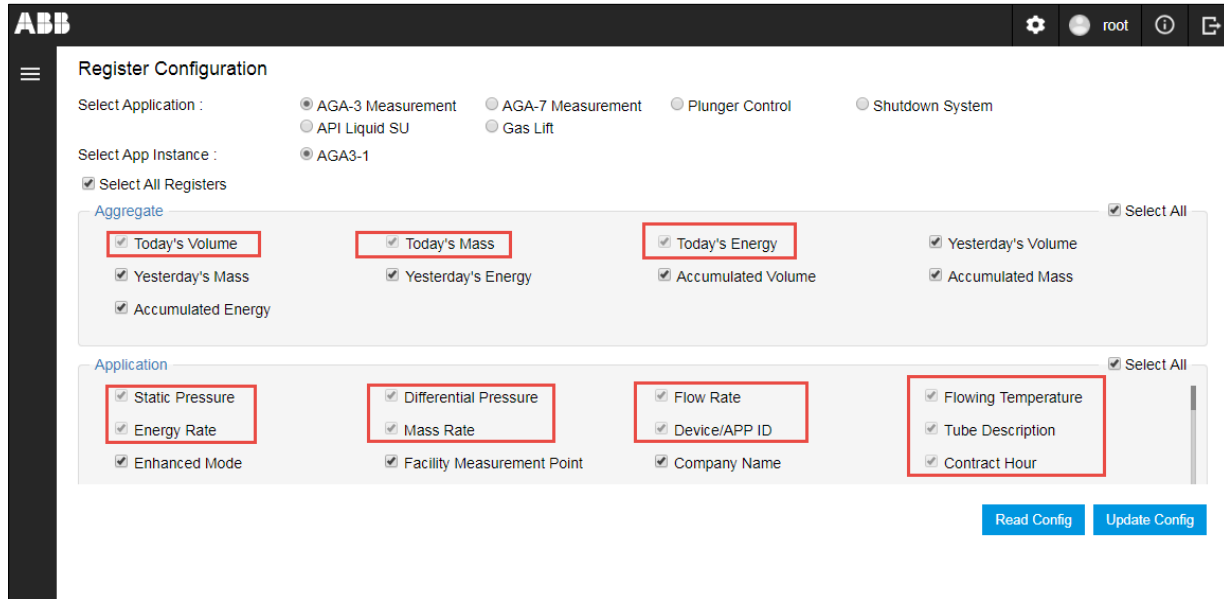 ABB
root
Register Configuration
Select Application : AGA-3 Measurement AGA-7 Measurement Plunger Control Shutdown System
API Liquid SU Gas Lift
Select App Instance : AGA3-1
Select All Registers
Aggregate Select All
Today's Volume Today's Mass Today's Energy Yesterday's Volume
Yesterday's Mass Yesterday's Energy Accumulated Volume Accumulated Mass
Accumulated Energy
Application Select All
Static Pressure Differential Pressure Flow Rate Flowing Temperature
Energy Rate Mass Rate Device/APP ID Tube Description
Enhanced Mode Facility Measurement Point Company Name Contract Hour
Read Config Update Config